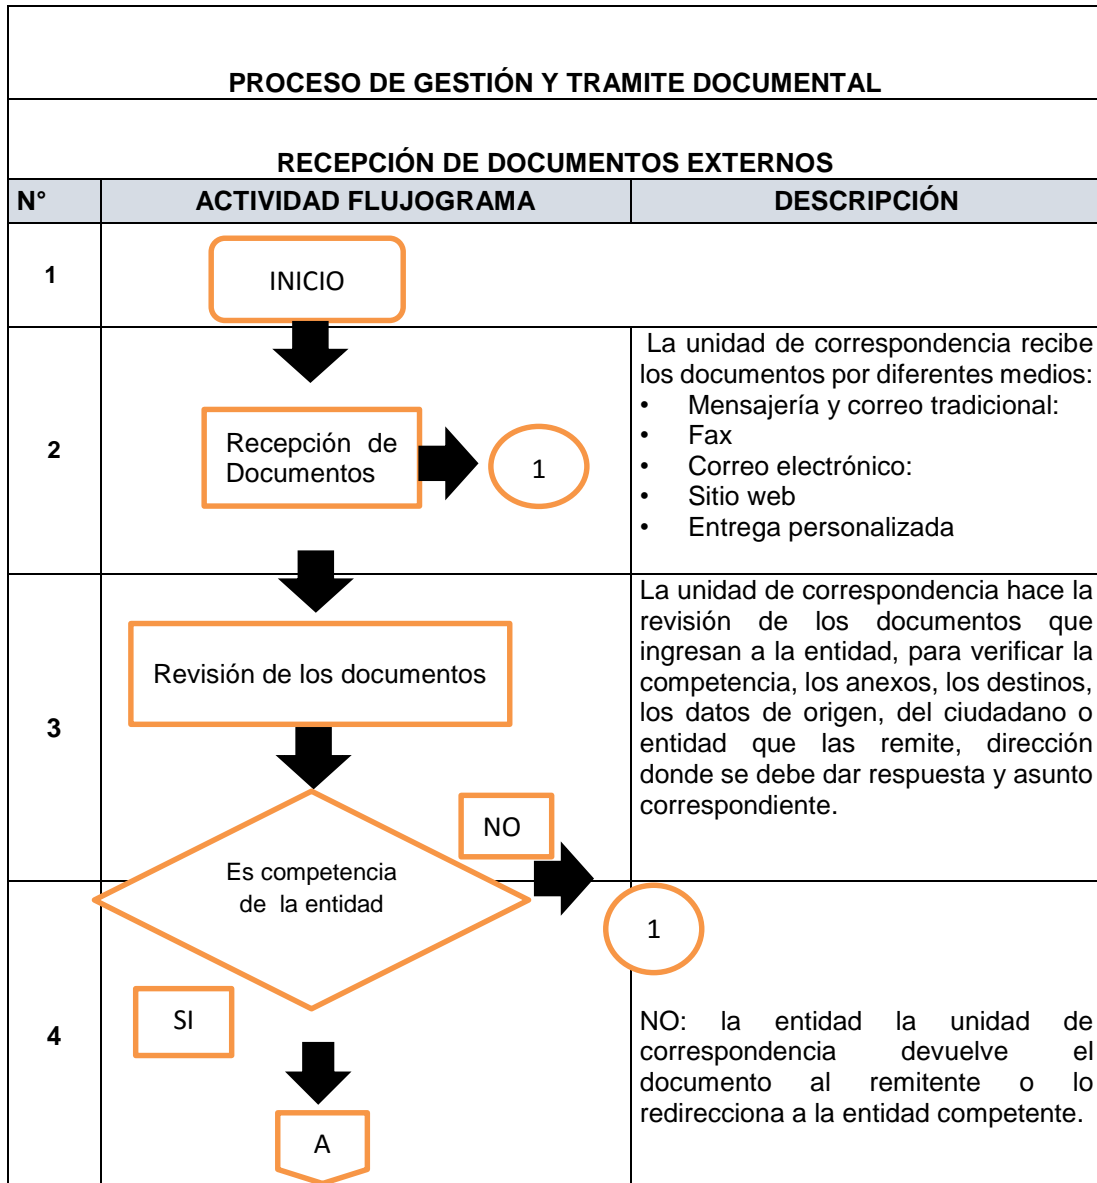 PROCESO DE GESTIÓN Y TRAMITE DOCUMENTAL
RECEPCIÓN DE DOCUMENTOS EXTERNOS
N° ACTIVIDAD FLUJOGRAMA DESCRIPCIÓN
1
INICIO
2
Recepción de
Documentos
1
La unidad de correspondencia recibe
los documentos por diferentes medios:
• Mensajería y correo tradicional:
• Fax
• Correo electrónico:
• Sitio web
• Entrega personalizada
3
Revisión de los documentos
La unidad de correspondencia hace la
revisión de los documentos que
ingresan a la entidad, para verificar la
competencia, los anexos, los destinos,
los datos de origen, del ciudadano o
entidad que las remite, dirección
donde se debe dar respuesta y asunto
correspondiente.
NO
Es competencia
de la entidad
1
4
SI
A
NO: la entidad la unidad de
correspondencia devuelve el
documento al remitente o lo
redirecciona a la entidad competente.